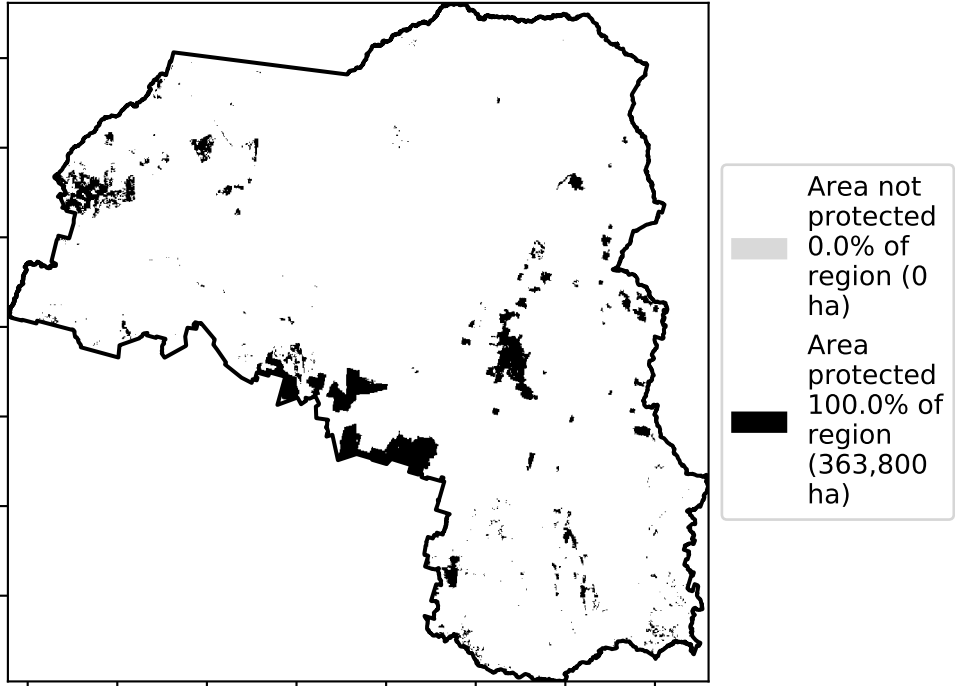 Area not
protected
0.0% of
region (0
ha)
Area
protected
100.0% of
region
(363,800
ha)